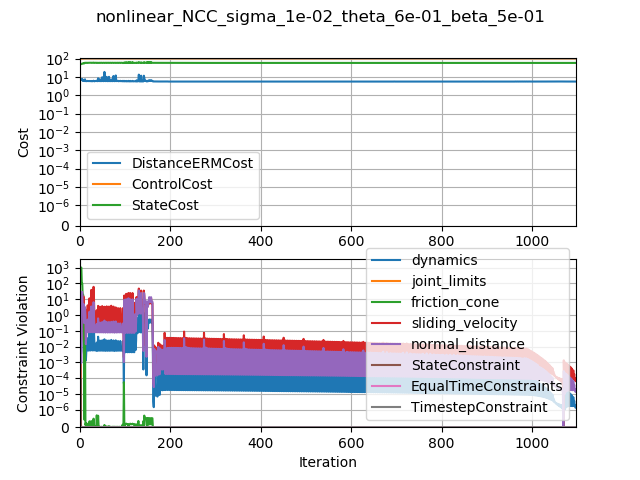 nonlinear_NCC_sigma_1e-02_theta_6e-01_beta_5e-01
Cost
10²
10¹
10⁰
10⁻¹
10⁻²
10⁻³
10⁻⁴
10⁻⁵
10⁻⁶
0
DistanceERMCost
ControlCost
StateCost
0 200 400 600 800 1000
Constraint Violation
10³
10²
10¹
10⁰
10⁻¹
10⁻²
10⁻³
10⁻⁴
10⁻⁵
10⁻⁶
0
dynamics
joint_limits
friction_cone
sliding_velocity
normal_distance
StateConstraint
EqualTimeConstraints
TimestepConstraint
0 200 400 600 800 1000
Iteration